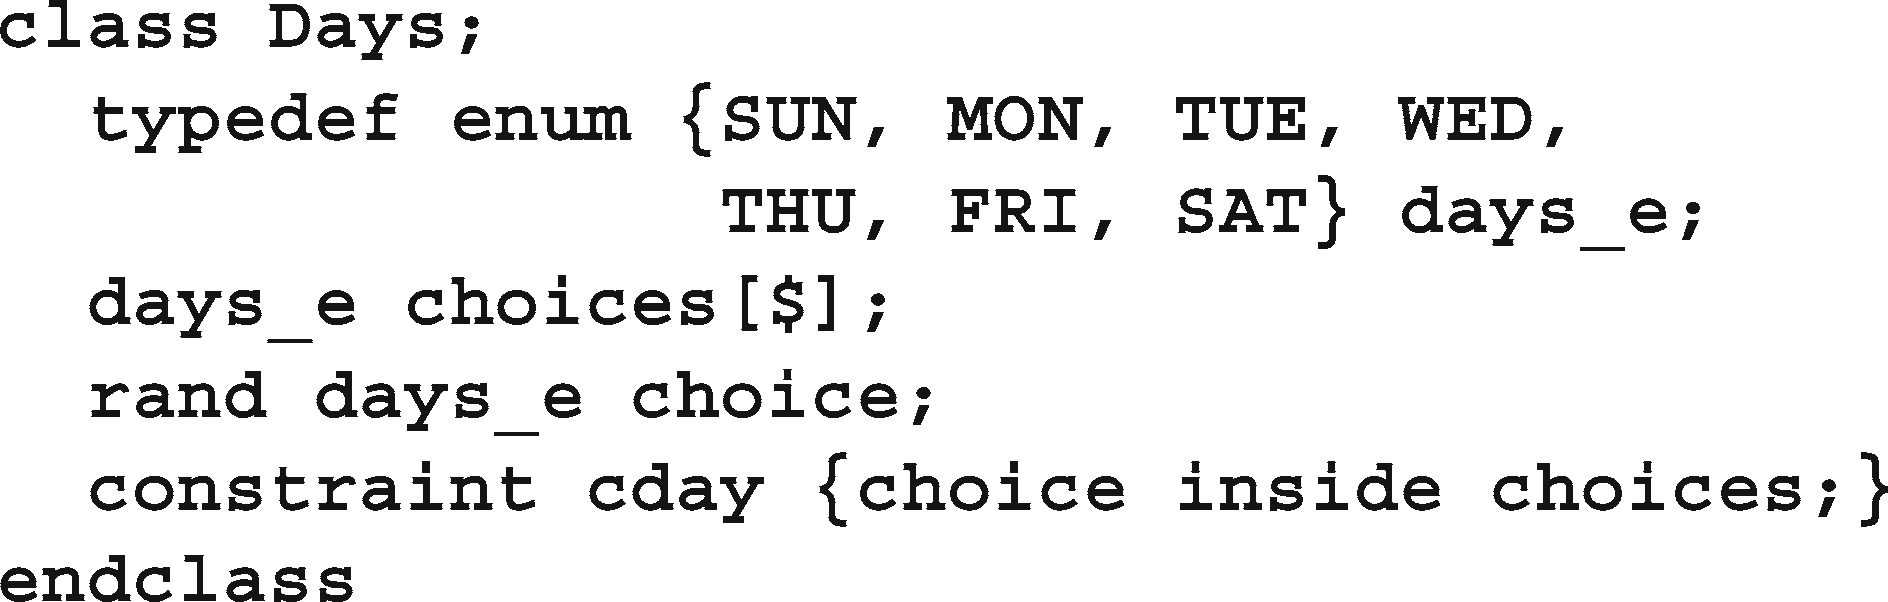 class Days;
  typedef enum {SUN, MON, TUE, WED,
                THU, FRI, SAT} days_e;
  days_e choices[$];
  rand days_e choice;
  constraint cday {choice inside choices;}
endclass